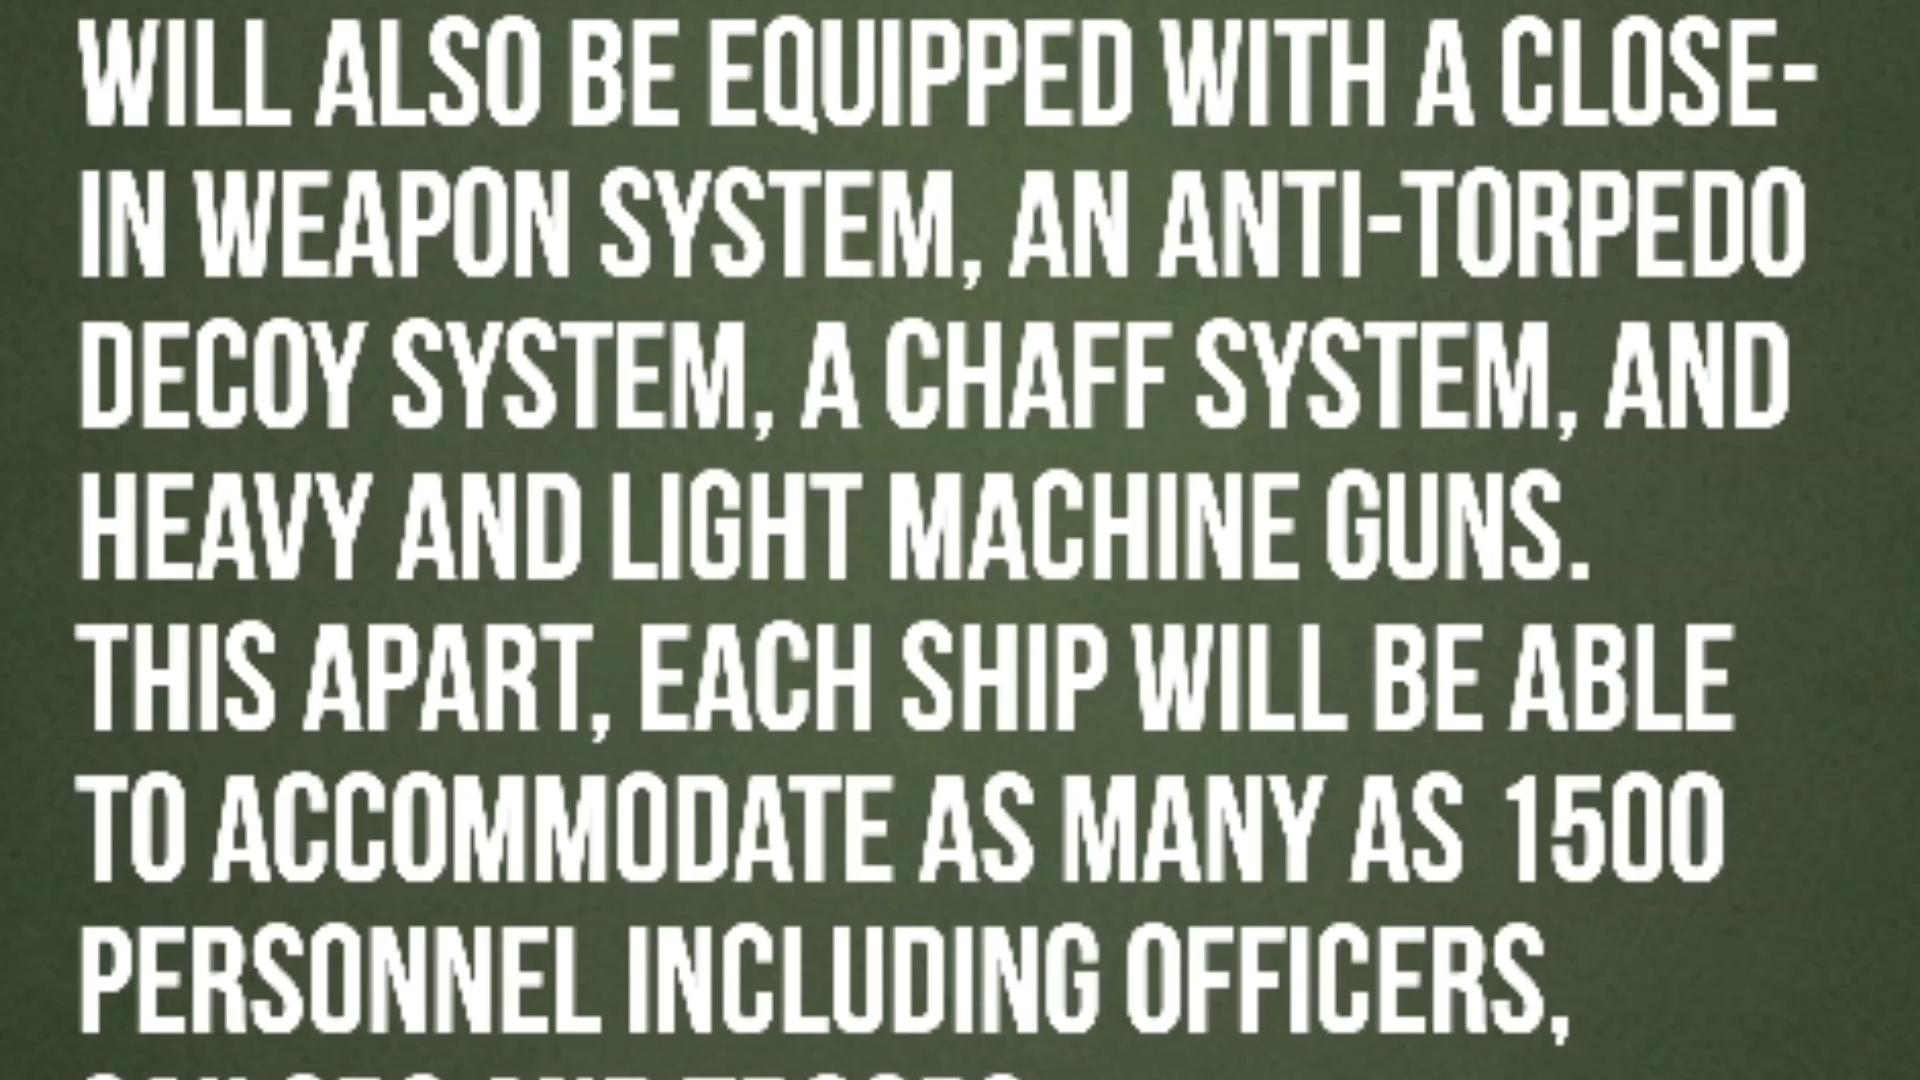 WILL ALSO BE EQUIPPED WITH A CLOSE-
IN WEAPON SYSTEM, AN ANTI-TORPEDO
DECOY SYSTEM, A CHAFF SYSTEM, AND
HEAVY AND LIGHT MACHINE GUNS.
THIS APART, EACH SHIP WILL BE ABLE
TO ACCOMMODATE AS MANY AS 1500
PERSONNEL INCLUDING OFFICERS,